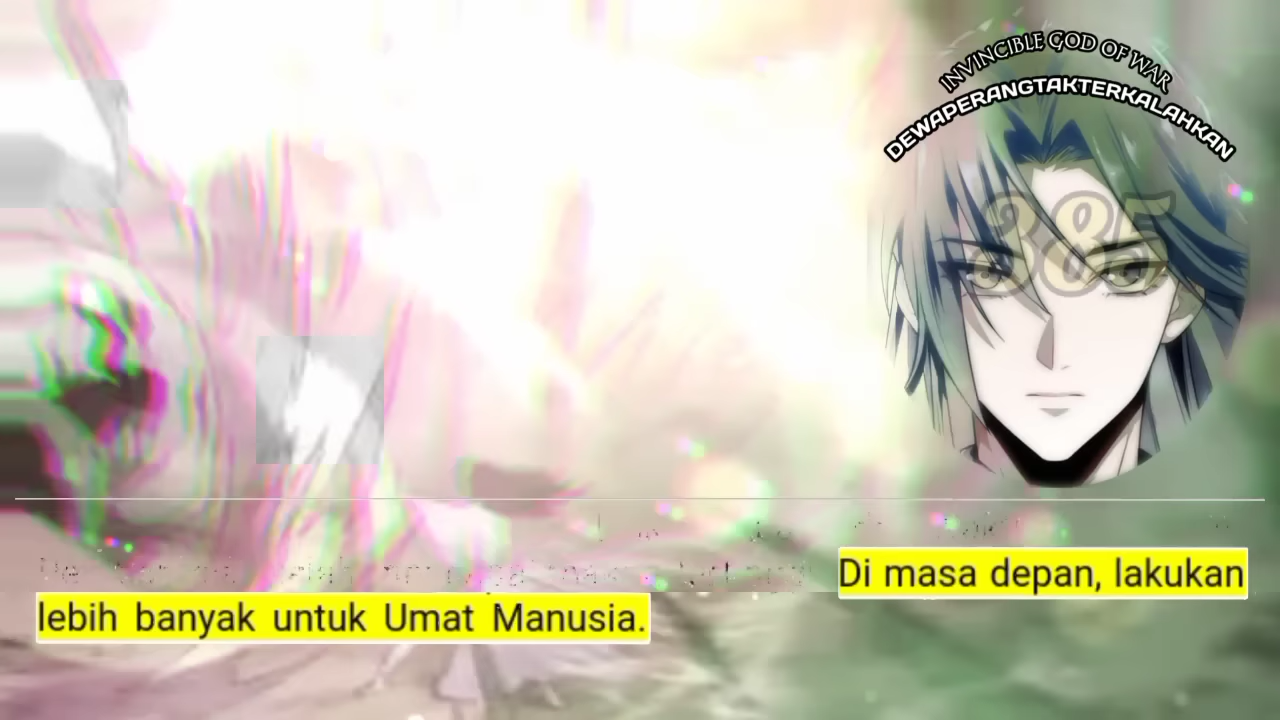 INVINCIBLE GOD OF WAR
DEWAPERANGTAKTERKALAHKAN
385
Di masa depan, lakukan
lebih banyak untuk Umat Manusia.